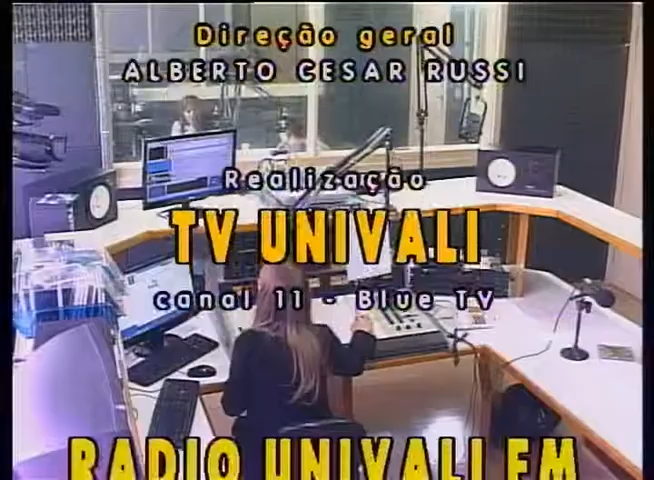 Direção geral
ALBERTO CESAR RUSSI
Realização
TV UNIVALI
canal 11 - Blue TV
RADIO UNIVALI FM